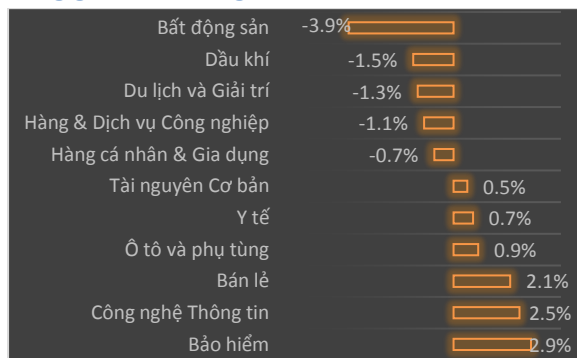 Bất động sản -3.9%
Dầu khí -1.5%
Du lịch và Giải trí -1.3%
Hàng & Dịch vụ Công nghiệp -1.1%
Hàng cá nhân & Gia dụng -0.7%
Tài nguyên Cơ bản 0.5%
Y tế 0.7%
Ô tô và phụ tùng 0.9%
Bán lẻ 2.1%
Công nghệ Thông tin 2.5%
Bảo hiểm 2.9%